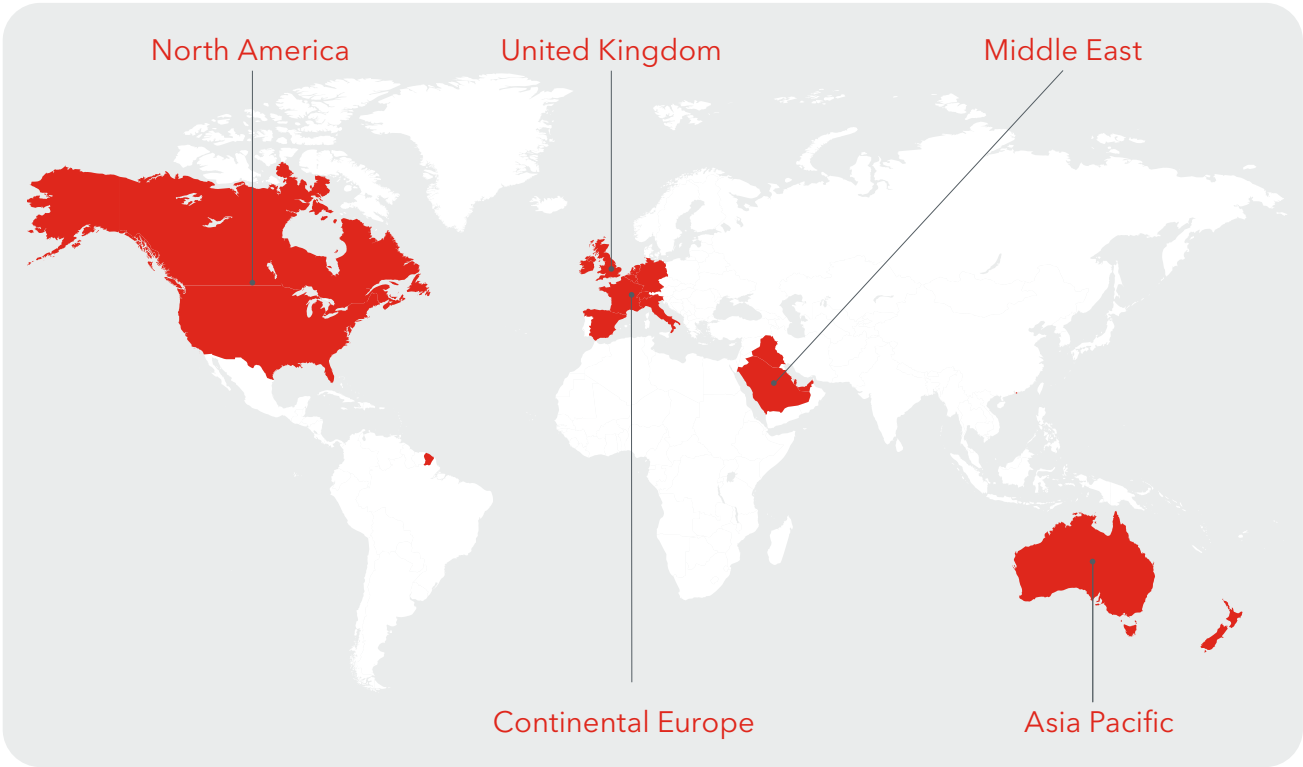 North America
United Kingdom
Middle East
Continental Europe
Asia Pacific